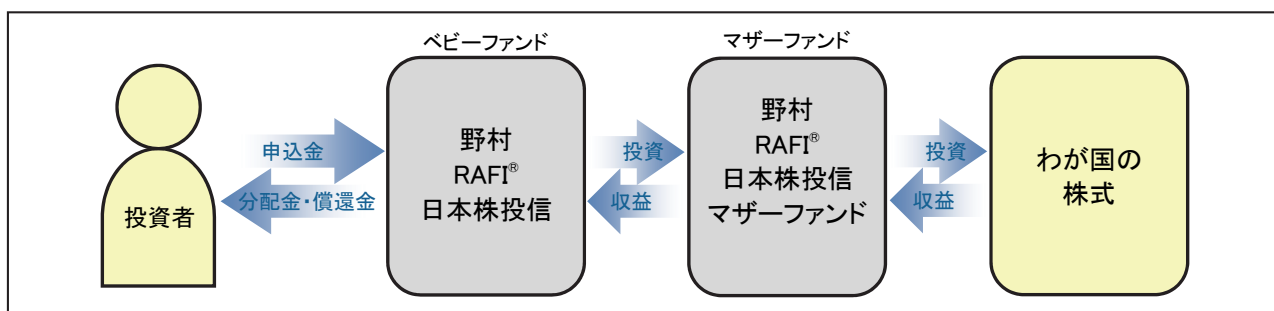 ベビーファンド
マザーファンド
投資者
申込金
分配金・償還金
野村
RAFI®
日本株投信
投資
収益
野村
RAFI®
日本株投信
マザーファンド
投資
収益
わが国の
株式